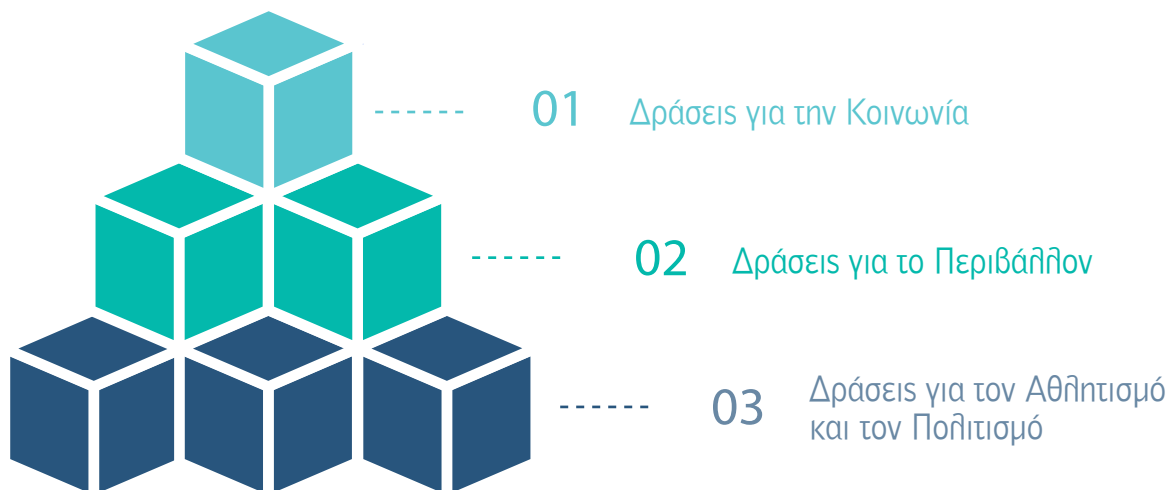 01 Δράσεις για την Κοινωνία
02 Δράσεις για το Περιβάλλον
03 Δράσεις για τον Αθλητισμό
και τον Πολιτισμό